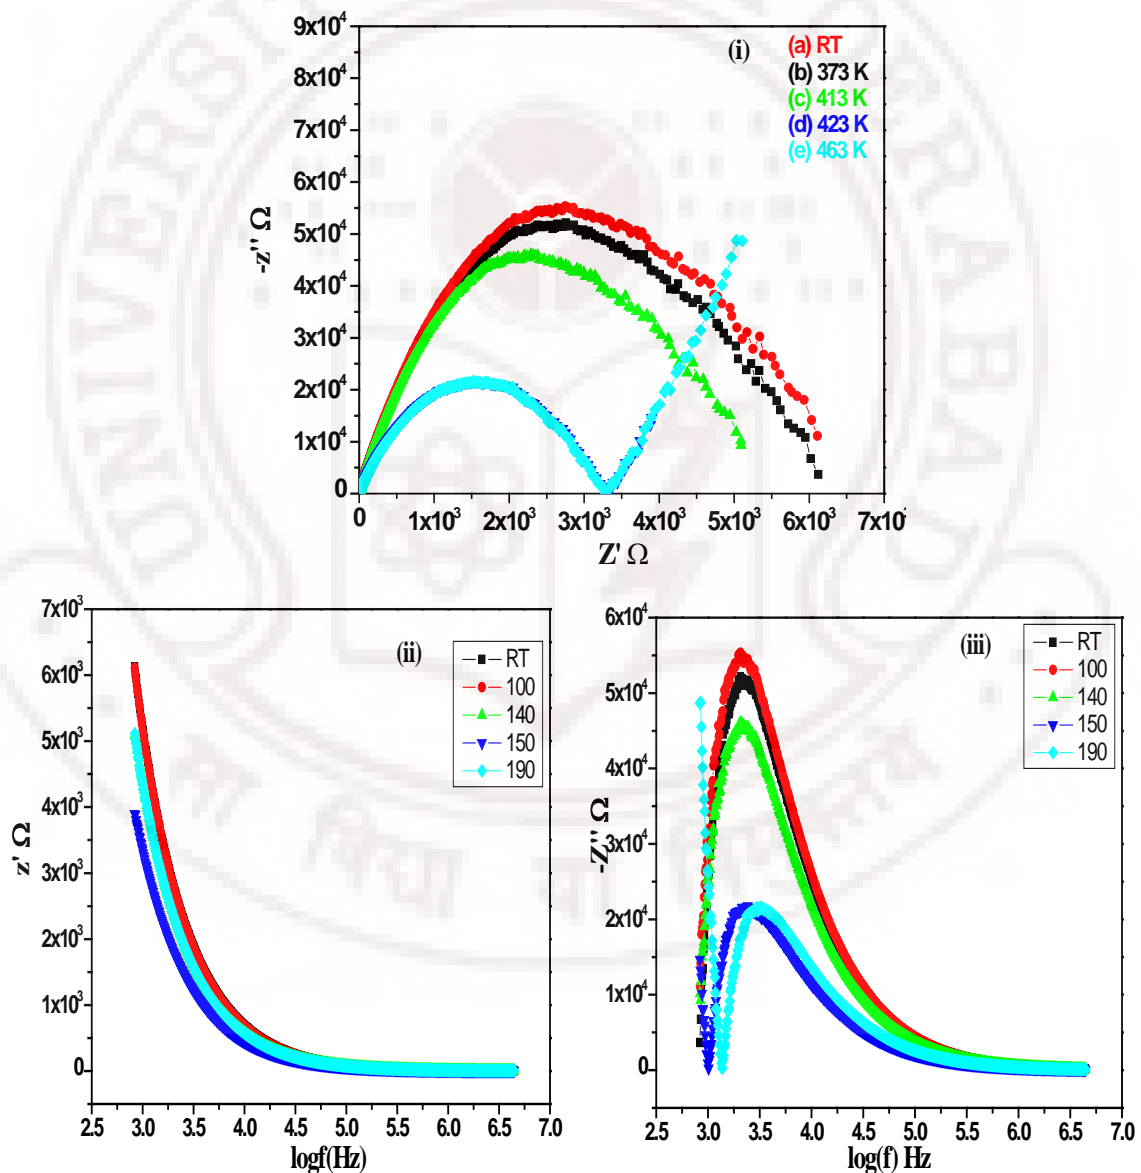 (i)
(a) RT
(b) 373 K
(c) 413 K
(d) 423 K
(e) 463 K
9x10⁴
8x10⁴
7x10⁴
6x10⁴
5x10⁴
4x10⁴
3x10⁴
2x10⁴
1x10⁴
0
-z'' Ω
0 1x10³ 2x10³ 3x10³ 4x10³ 5x10³ 6x10³ 7x10³
Z' Ω
(ii)
RT
100
140
150
190
7x10³
6x10³
5x10³
4x10³
3x10³
2x10³
1x10³
0
z' Ω
2.5 3.0 3.5 4.0 4.5 5.0 5.5 6.0 6.5 7.0
logf(Hz)
(iii)
RT
100
140
150
190
6x10⁴
5x10⁴
4x10⁴
3x10⁴
2x10⁴
1x10⁴
0
-Z'' Ω
2.5 3.0 3.5 4.0 4.5 5.0 5.5 6.0 6.5 7.0
log(f) Hz